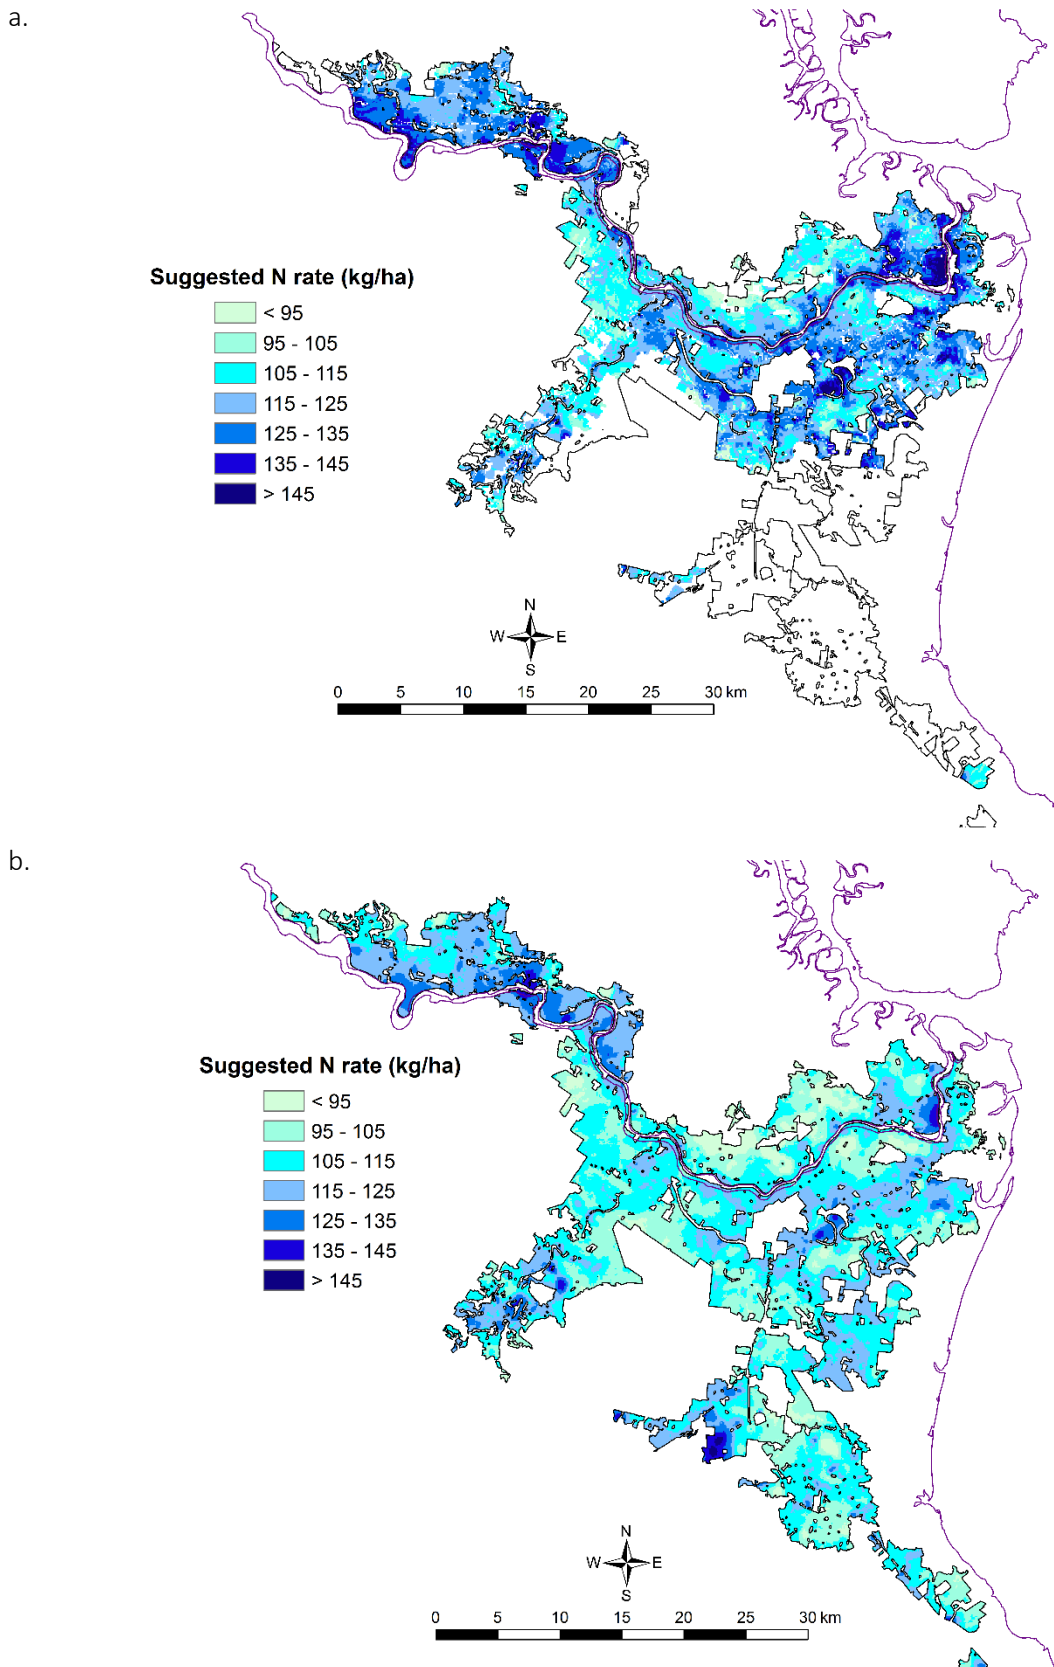 a.
Suggested N rate (kg/ha)
< 95
95 - 105
105 - 115
115 - 125
125 - 135
135 - 145
> 145
N
W E
S
0 5 10 15 20 25 30 km
b.
Suggested N rate (kg/ha)
< 95
95 - 105
105 - 115
115 - 125
125 - 135
135 - 145
> 145
N
W E
S
0 5 10 15 20 25 30 km